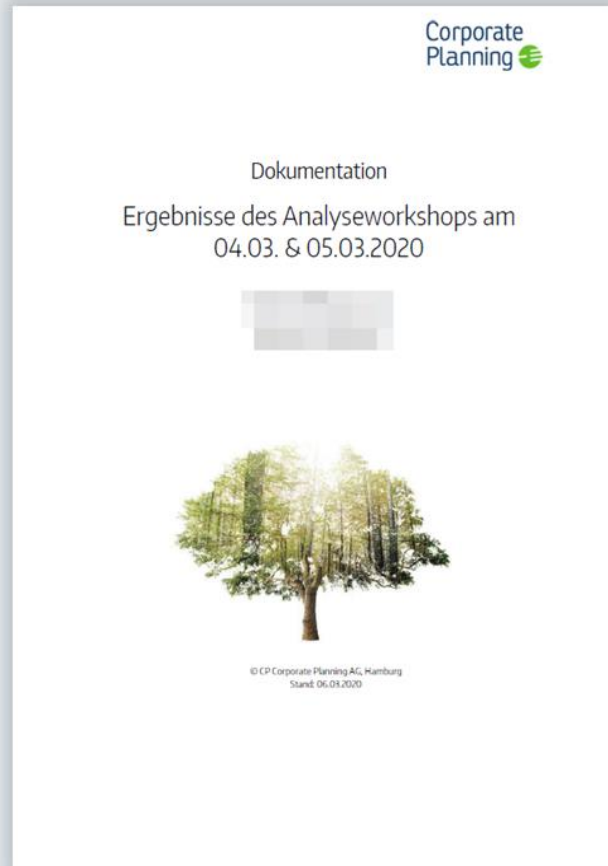 Corporate
Planning
Dokumentation
Ergebnisse des Analyseworkshops am
04.03. & 05.03.2020
© CP Corporate Planning AG, Hamburg
Stand: 06.03.2020